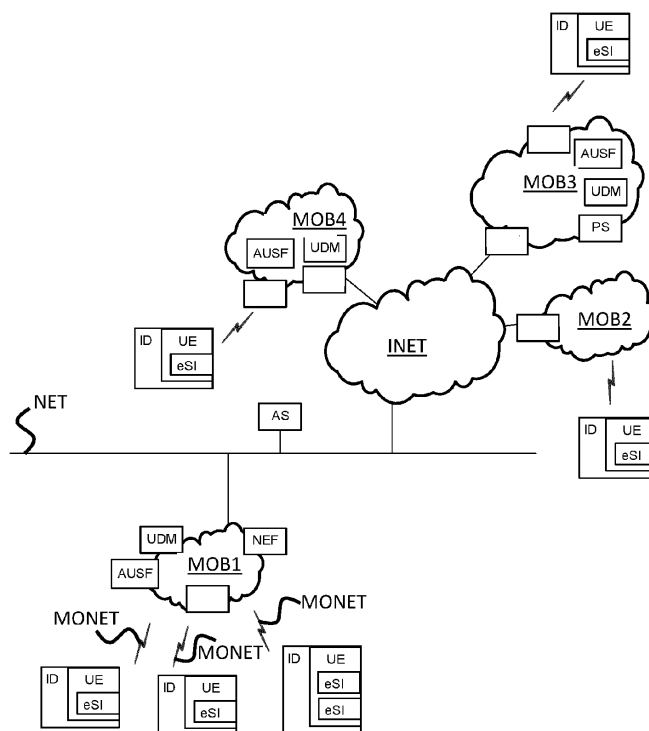 ID UE
eSI
AUSF
MOB3
UDM
PS
MOB4
AUSF
UDM
INET
MOB2
ID UE
eSI
NET
AS
ID UE
eSI
UDM
NEF
MOB1
AUSF
MONET
MONET
MONET
ID UE
eSI
ID UE
eSI
ID UE
eSI
eSI